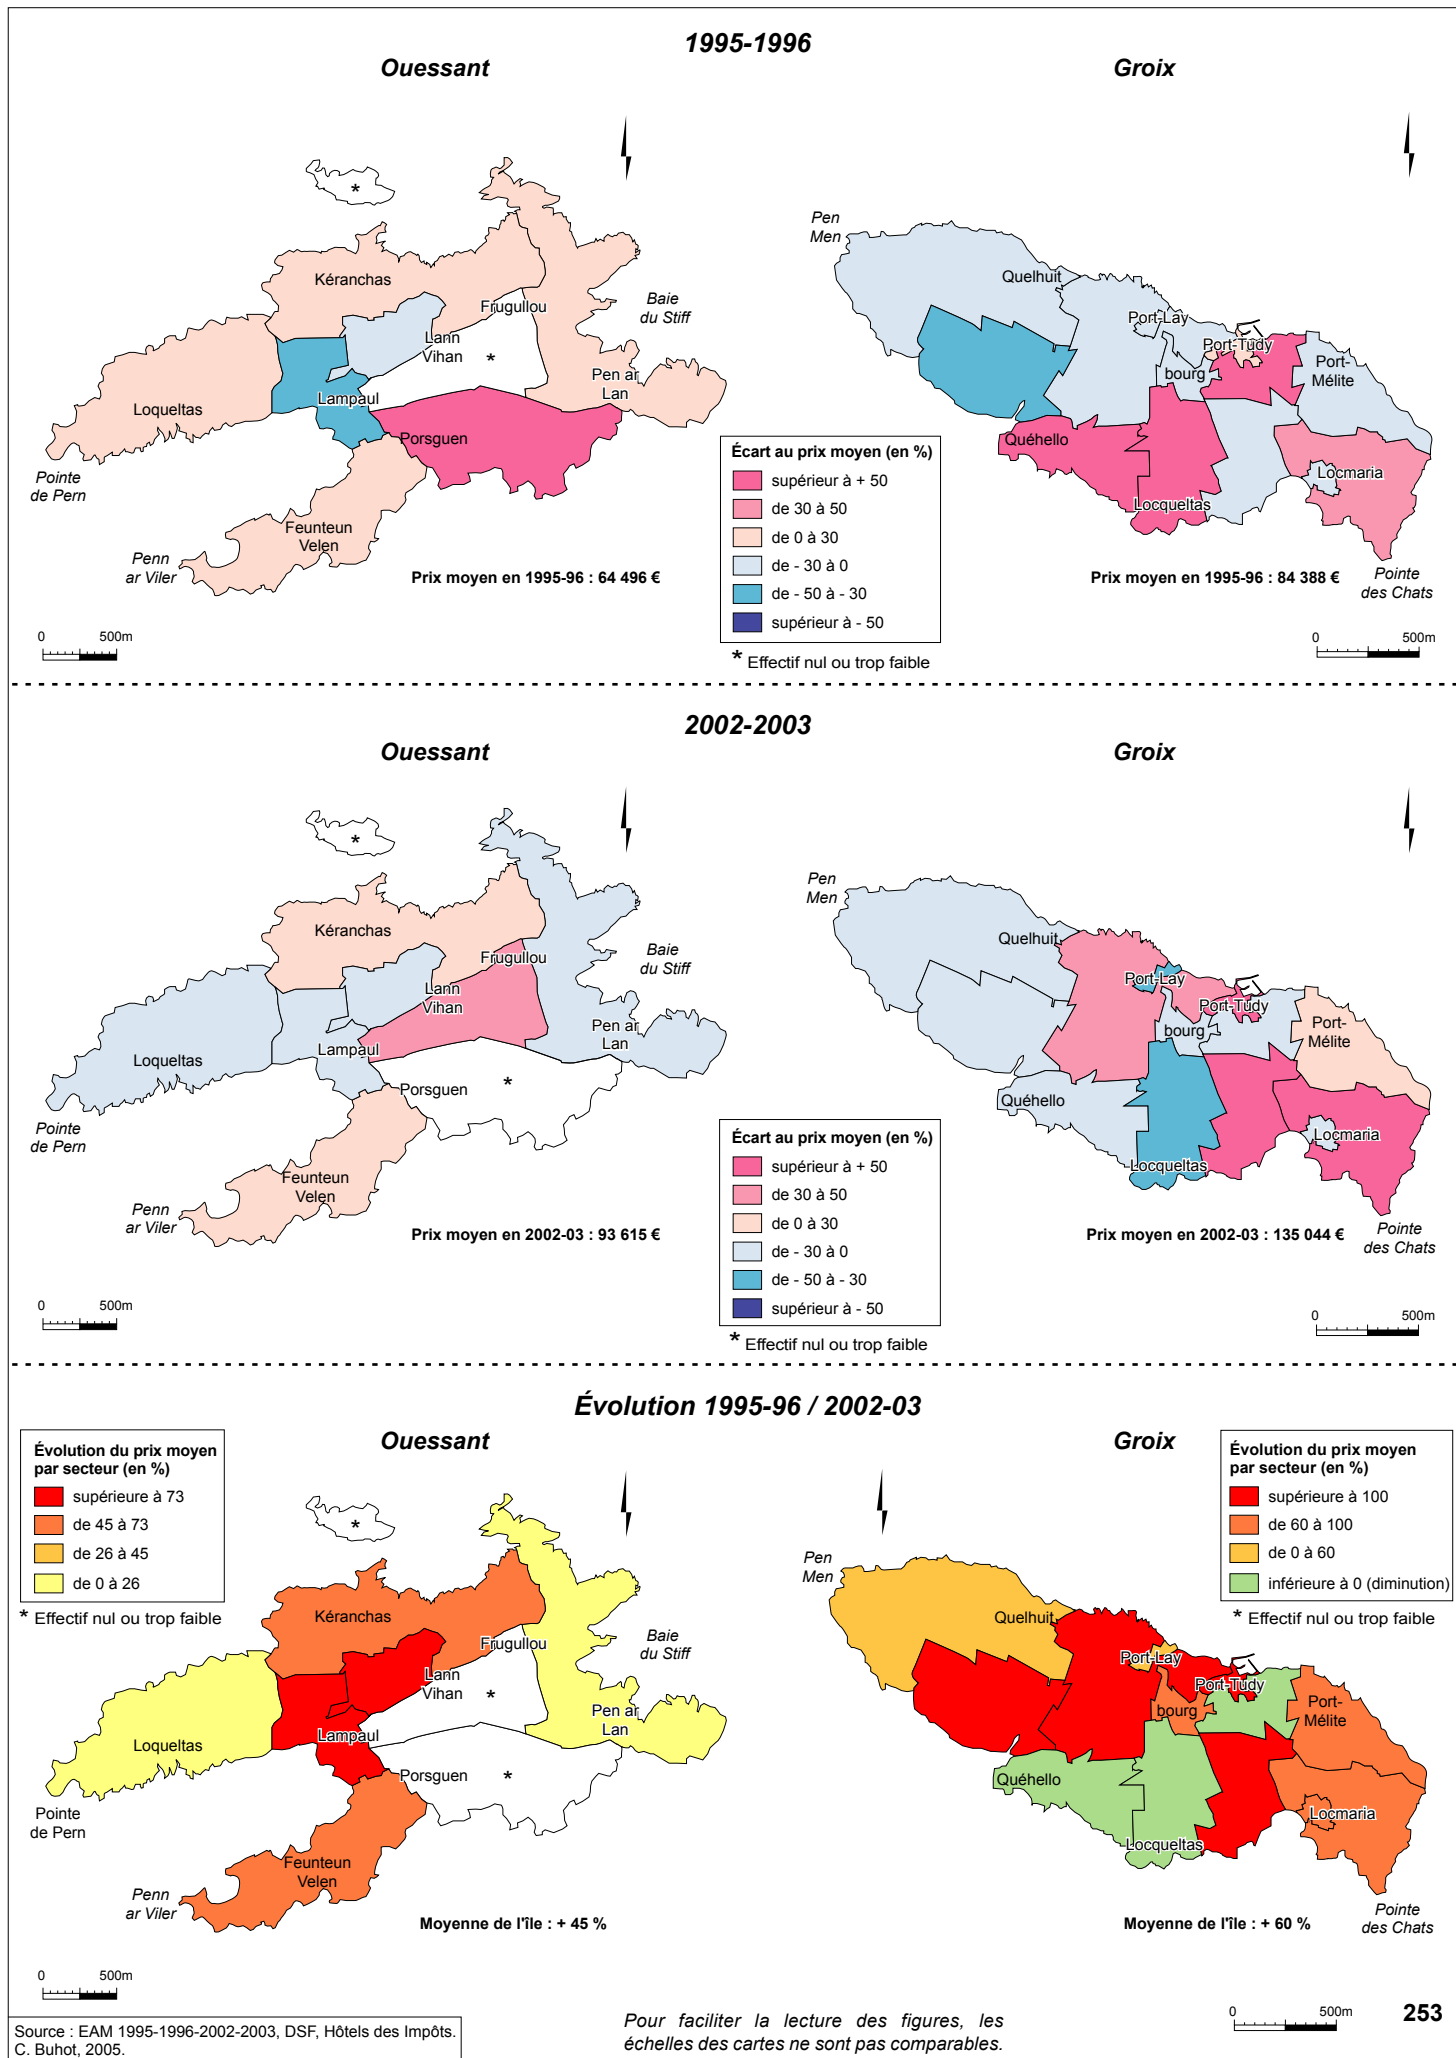 1995-1996
Ouessant
Groix
*
Kéranchas
Frugullou
Baie
du Stiff
Lann
Vihan
*
Pen ar
Lan
Loqueltas
Lampaul
Porsguen
Pointe
de Pern
Feunteun
Velen
Penn
ar Viler
Prix moyen en 1995-96 : 64 496 €
0 500m
Écart au prix moyen (en %)
supérieur à + 50
de 30 à 50
de 0 à 30
de - 30 à 0
de - 50 à - 30
supérieur à - 50
* Effectif nul ou trop faible
Pen
Men
Quelhuit
Port-Lay
Port-Tudy
bourg
Port-
Mélite
Quéhello
Locmaria
Locqueltas
Pointe
des Chats
Prix moyen en 1995-96 : 84 388 €
0 500m
2002-2003
Ouessant
Groix
*
Kéranchas
Frugullou
Baie
du Stiff
Lann
Vihan
Pen ar
Lan
Loqueltas
Lampaul
Porsguen
*
Pointe
de Pern
Feunteun
Velen
Penn
ar Viler
Prix moyen en 2002-03 : 93 615 €
0 500m
Écart au prix moyen (en %)
supérieur à + 50
de 30 à 50
de 0 à 30
de - 30 à 0
de - 50 à - 30
supérieur à - 50
* Effectif nul ou trop faible
Pen
Men
Quelhuit
Port-Lay
Port-Tudy
bourg
Port-
Mélite
Quéhello
Locmaria
Locqueltas
Pointe
des Chats
Prix moyen en 2002-03 : 135 044 €
0 500m
Évolution 1995-96 / 2002-03
Ouessant
Groix
Évolution du prix moyen
par secteur (en %)
supérieure à 73
de 45 à 73
de 26 à 45
de 0 à 26
* Effectif nul ou trop faible
*
Kéranchas
Frugullou
Baie
du Stiff
Lann
Vihan
*
Pen ar
Lan
Loqueltas
Lampaul
Porsguen
*
Pointe
de Pern
Feunteun
Velen
Penn
ar Viler
Moyenne de l'île : + 45 %
0 500m
Évolution du prix moyen
par secteur (en %)
supérieure à 100
de 60 à 100
de 0 à 60
inférieure à 0 (diminution)
* Effectif nul ou trop faible
Pen
Men
Quelhuit
Port-Lay
Port-Tudy
bourg
Port-
Mélite
Quéhello
Locmaria
Locqueltas
Pointe
des Chats
Moyenne de l'île : + 60 %
0 500m
Source : EAM 1995-1996-2002-2003, DSF, Hôtels des Impôts.
C. Buhot, 2005.
Pour faciliter la lecture des figures, les
échelles des cartes ne sont pas comparables.
253